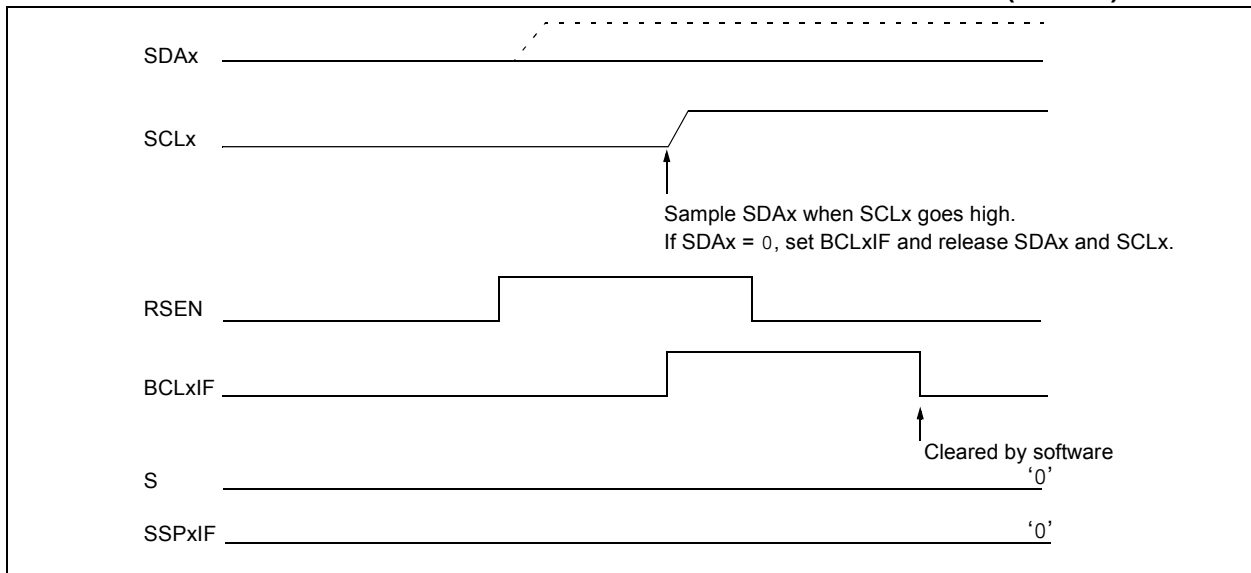 SDAx
SCLx
Sample SDAx when SCLx goes high.
If SDAx = 0, set BCLxIF and release SDAx and SCLx.
RSEN
BCLxIF
Cleared by software
S
‘0’
SSPxIF
‘0’